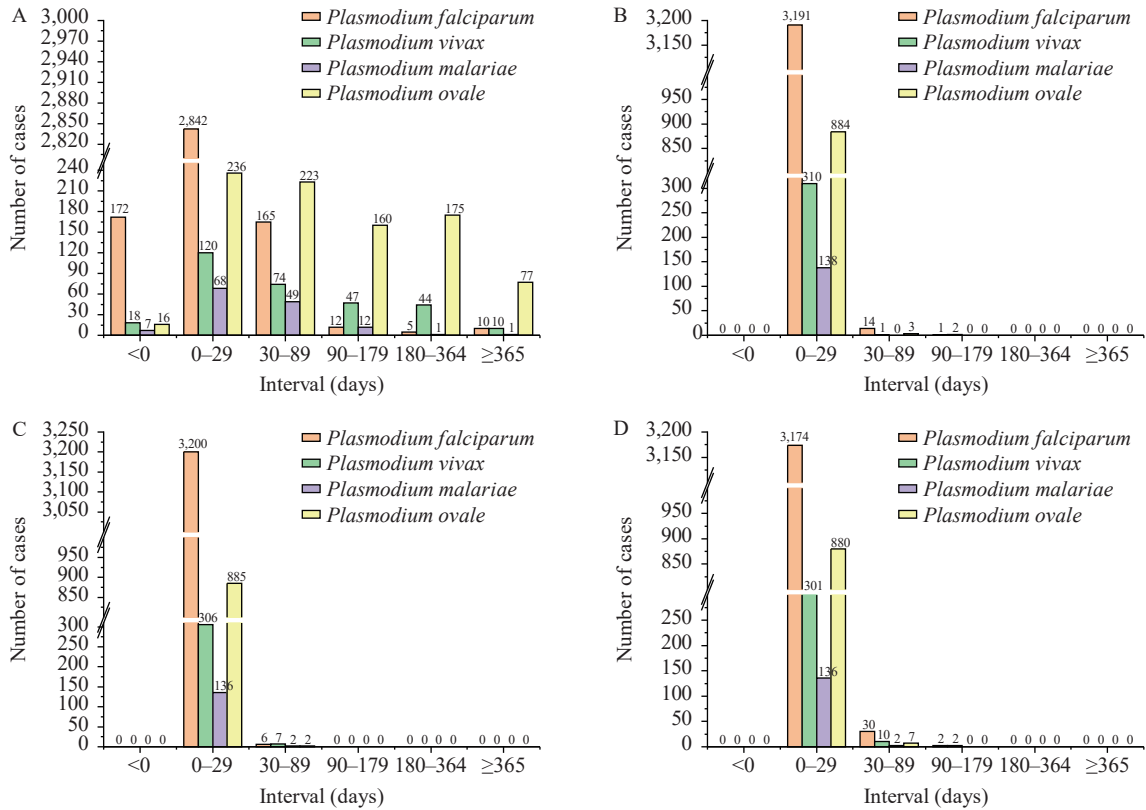 A
3,000
2,970
2,940
2,910
2,880
2,850
2,820
240
210
180
150
120
90
60
30
0
Number of cases
Plasmodium falciparum
Plasmodium vivax
Plasmodium malariae
Plasmodium ovale
172
18
7
16
2,842
120
68
236
165
74
49
223
12
47
12
160
5
44
1
175
10
10
1
77
<0 0–29 30–89 90–179 180–364 ≥365
Interval (days)
B
3,200
3,150
950
900
850
300
250
200
150
100
50
0
Number of cases
Plasmodium falciparum
Plasmodium vivax
Plasmodium malariae
Plasmodium ovale
0 0 0 0
3,191
310
138
884
14
1
0
3
1 2 0 0
0 0 0 0
0 0 0 0
<0 0–29 30–89 90–179 180–364 ≥365
Interval (days)
C
3,250
3,200
3,150
3,100
3,050
950
900
850
300
250
200
150
100
50
0
Number of cases
Plasmodium falciparum
Plasmodium vivax
Plasmodium malariae
Plasmodium ovale
0 0 0 0
3,200
306
136
885
6 7 2 2
0 0 0 0
0 0 0 0
0 0 0 0
<0 0–29 30–89 90–179 180–364 ≥365
Interval (days)
D
3,200
3,150
950
900
850
250
200
150
100
50
0
Number of cases
Plasmodium falciparum
Plasmodium vivax
Plasmodium malariae
Plasmodium ovale
0 0 0 0
3,174
301
136
880
30
10
2
7
2 2 0 0
0 0 0 0
0 0 0 0
<0 0–29 30–89 90–179 180–364 ≥365
Interval (days)